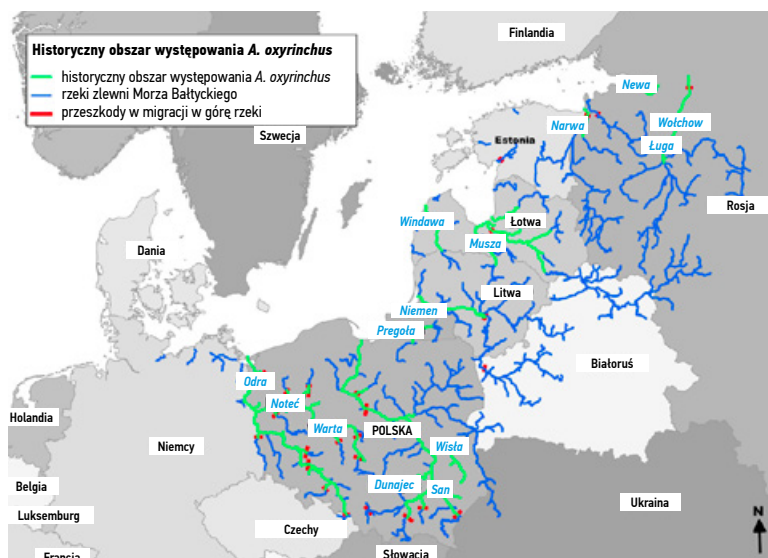 Historyczny obszar występowania A. oxyrinchus
historyczny obszar występowania A. oxyrinchus
rzeki zlewni Morza Bałtyckiego
przeszkody w migracji w górę rzeki
Finlandia
Newa
Szwecja
Narwa
Wołchow
Estonia
Ługa
Rosja
Windawa
Łotwa
Dania
Musza
Litwa
Niemen
Pregoła
Białoruś
Odra
Noteć
Holandia
Warta
POLSKA
Niemcy
Wisła
Belgia
Dunajec
San
Ukraina
Luksemburg
Czechy
N
Francja
Słowacja